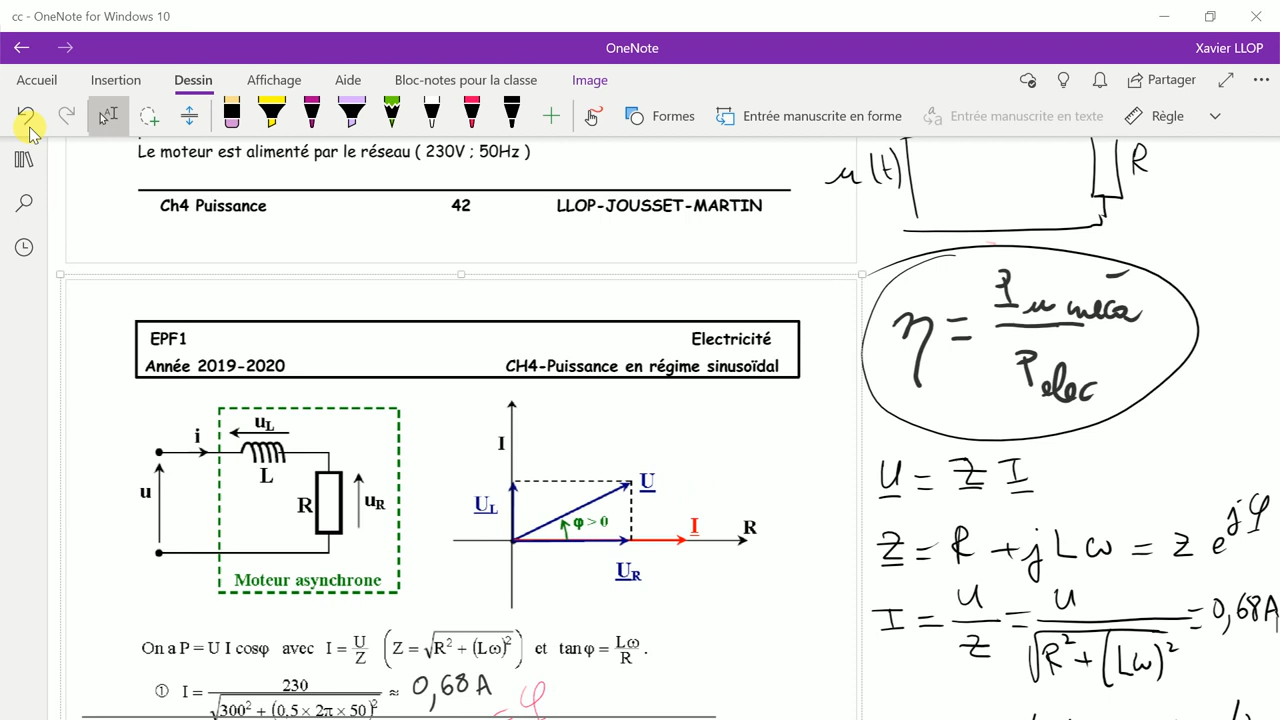 cc - OneNote for Windows 10
OneNote
Xavier LLOP
Accueil Insertion Dessin Affichage Aide Bloc-notes pour la classe Image Partager
Formes Entrée manuscrite en forme Entrée manuscrite en texte Règle
Le moteur est alimenté par le réseau ( 230V ; 50Hz )
Ch4 Puissance 42 LLOP-JOUSSET-MARTIN
u(t) R
η = P u méca / P elec
EPF1 Electricité
Année 2019-2020 CH4-Puissance en régime sinusoïdal
i uL
L
u R uR
Moteur asynchrone
I
UL U
φ > 0
I R
UR
U = Z I
Z = R + j L ω = Z e^jφ
I = U/Z = U/√(R² + (Lω)²) = 0,68A
On a P = U I cosφ avec I = U/Z (Z = √(R² + (Lω)²)) et tanφ = Lω/R .
① I = 230/√(300² + (0,5 × 2π × 50)²) ≈ 0,68 A
= φ